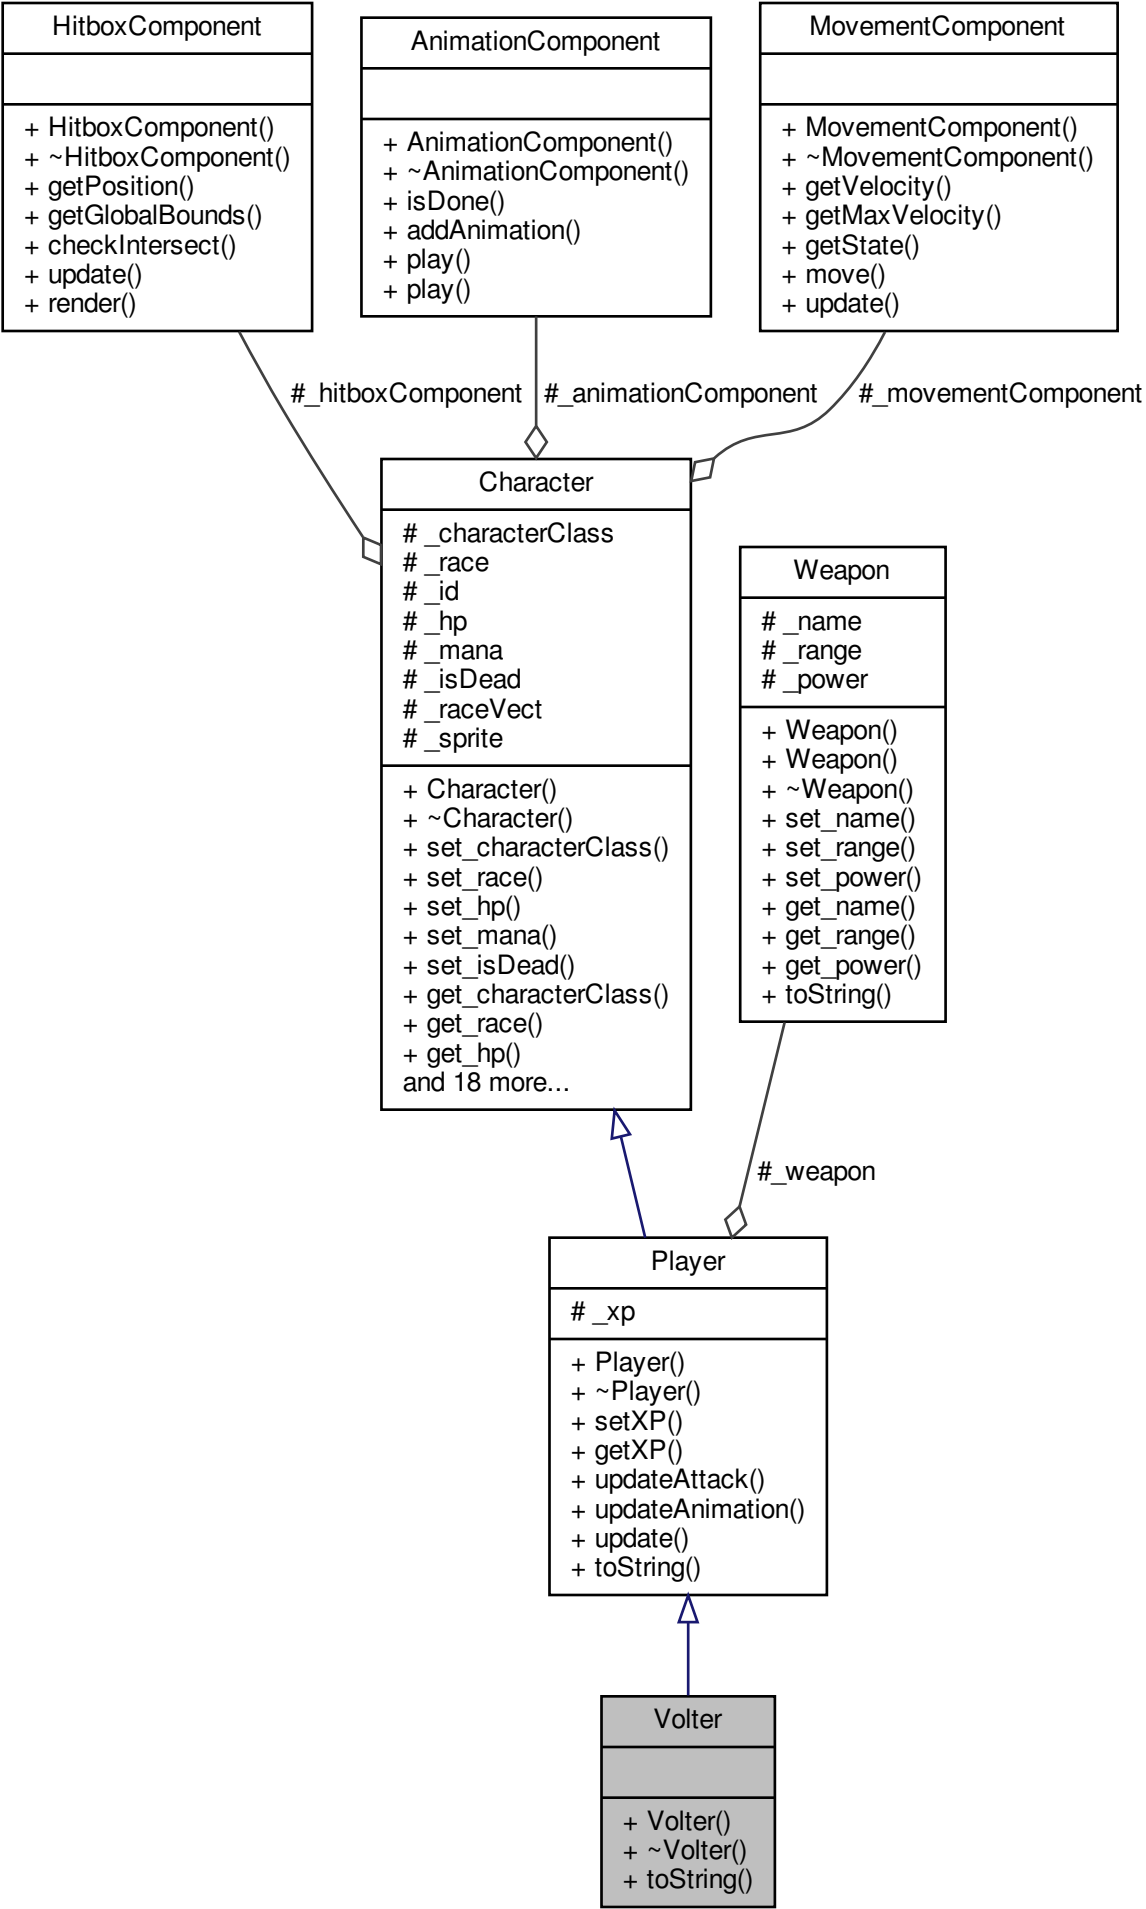 HitboxComponent
+ HitboxComponent()
+ ~HitboxComponent()
+ getPosition()
+ getGlobalBounds()
+ checkIntersect()
+ update()
+ render()
AnimationComponent
+ AnimationComponent()
+ ~AnimationComponent()
+ isDone()
+ addAnimation()
+ play()
+ play()
MovementComponent
+ MovementComponent()
+ ~MovementComponent()
+ getVelocity()
+ getMaxVelocity()
+ getState()
+ move()
+ update()
#_hitboxComponent
#_animationComponent
#_movementComponent
Character
# _characterClass
# _race
# _id
# _hp
# _mana
# _isDead
# _raceVect
# _sprite
+ Character()
+ ~Character()
+ set_characterClass()
+ set_race()
+ set_hp()
+ set_mana()
+ set_isDead()
+ get_characterClass()
+ get_race()
+ get_hp()
and 18 more...
Weapon
# _name
# _range
# _power
+ Weapon()
+ Weapon()
+ ~Weapon()
+ set_name()
+ set_range()
+ set_power()
+ get_name()
+ get_range()
+ get_power()
+ toString()
#_weapon
Player
# _xp
+ Player()
+ ~Player()
+ setXP()
+ getXP()
+ updateAttack()
+ updateAnimation()
+ update()
+ toString()
Volter
+ Volter()
+ ~Volter()
+ toString()